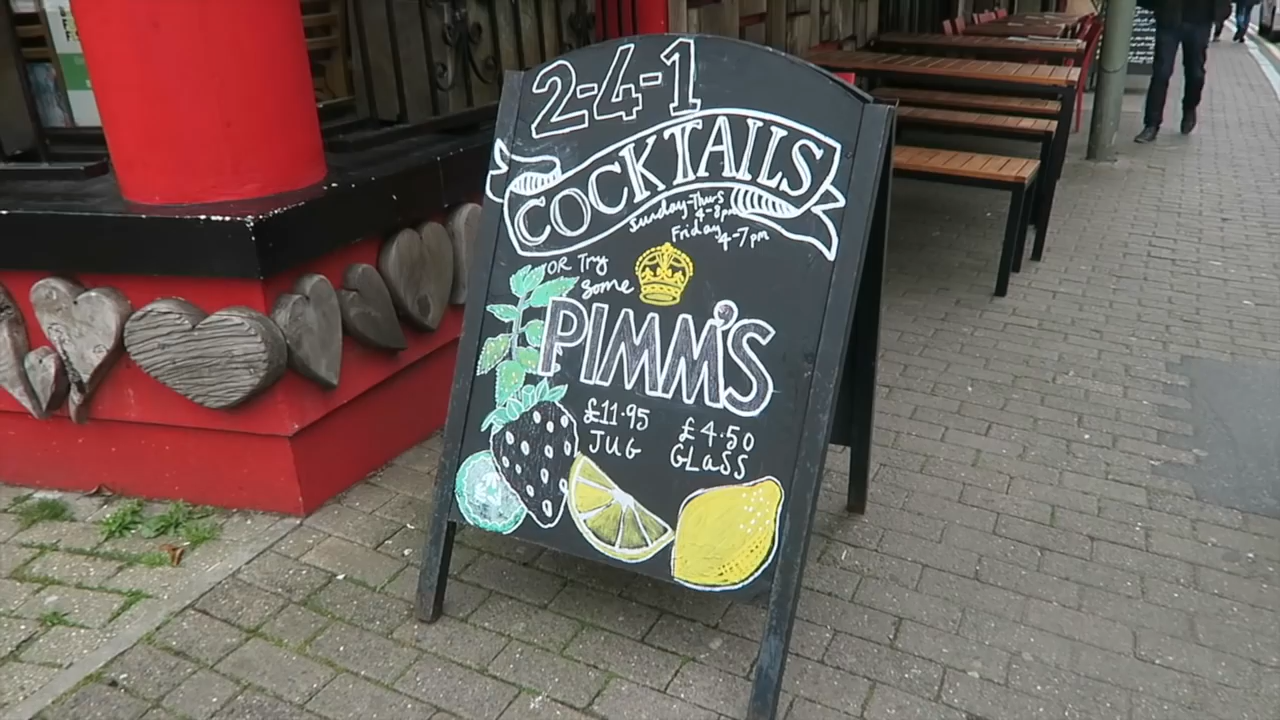 2-4-1
COCKTAILS
Sunday-Thurs
4-8pm
Friday
4-7pm
OR Try
Some
PIMM'S
£11.95
JUG
£4.50
GLASS